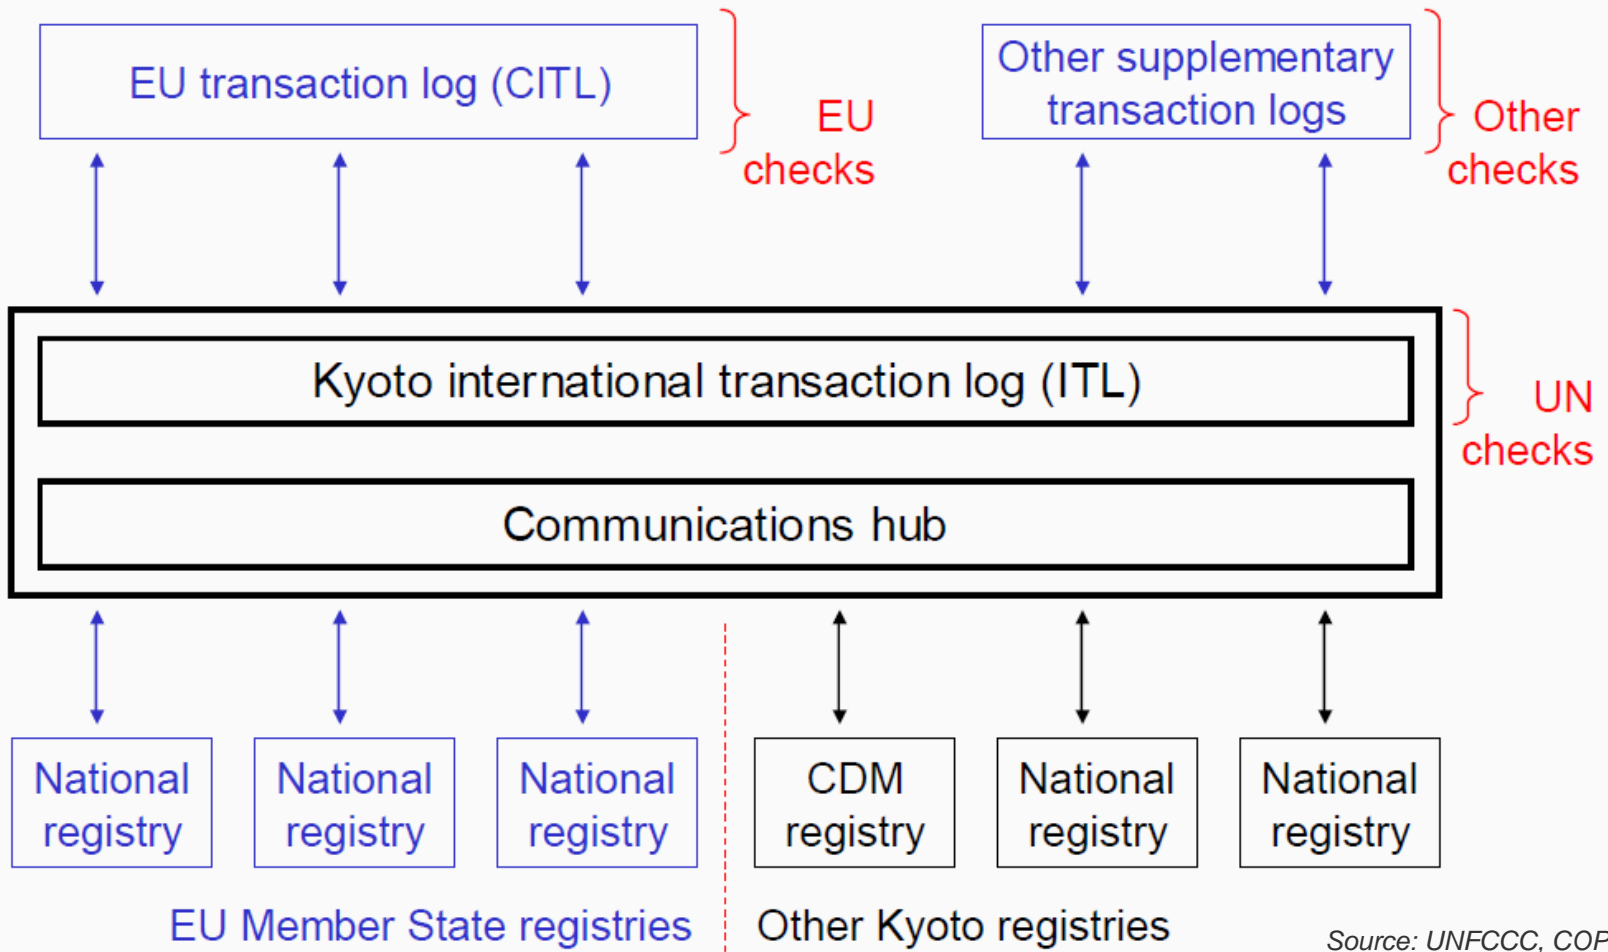 EU transaction log (CITL)
EU
checks
Other supplementary
transaction logs
Other
checks
Kyoto international transaction log (ITL)
UN
checks
Communications hub
National
registry
National
registry
National
registry
CDM
registry
National
registry
National
registry
EU Member State registries
Other Kyoto registries
Source: UNFCCC, COP